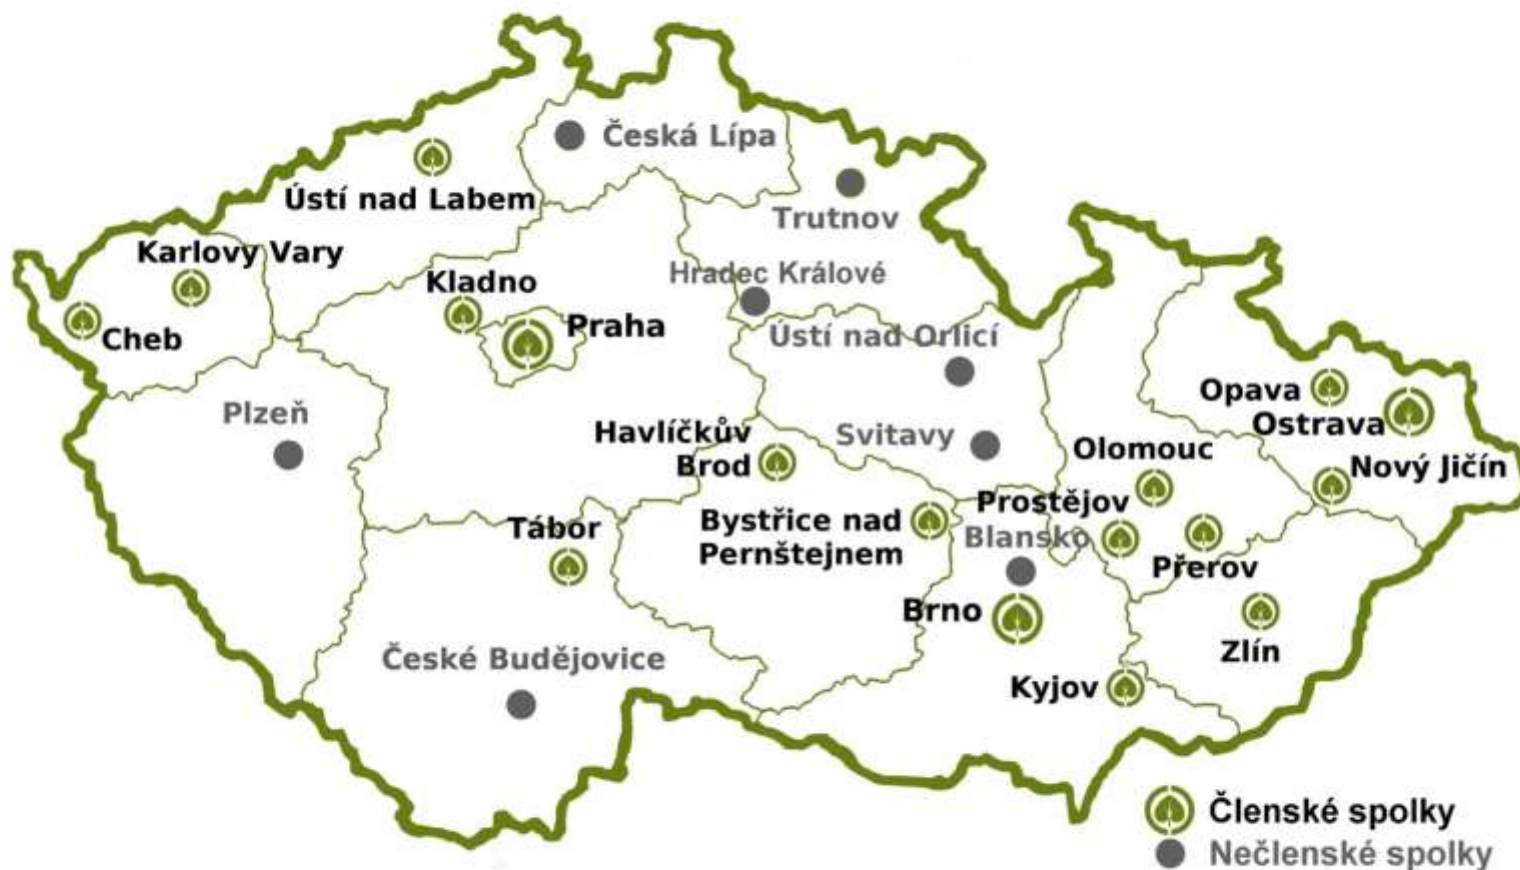 Česká Lípa
Ústí nad Labem
Trutnov
Karlovy Vary
Hradec Králové
Kladno
Praha
Cheb
Ústí nad Orlicí
Opava
Ostrava
Plzeň
Havlíčkův
Brod
Svitavy
Olomouc
Nový Jičín
Prostějov
Tábor
Bystřice nad
Pernštejnem
Blansko
Přerov
Brno
Zlín
České Budějovice
Kyjov
Členské spolky
Nečlenské spolky